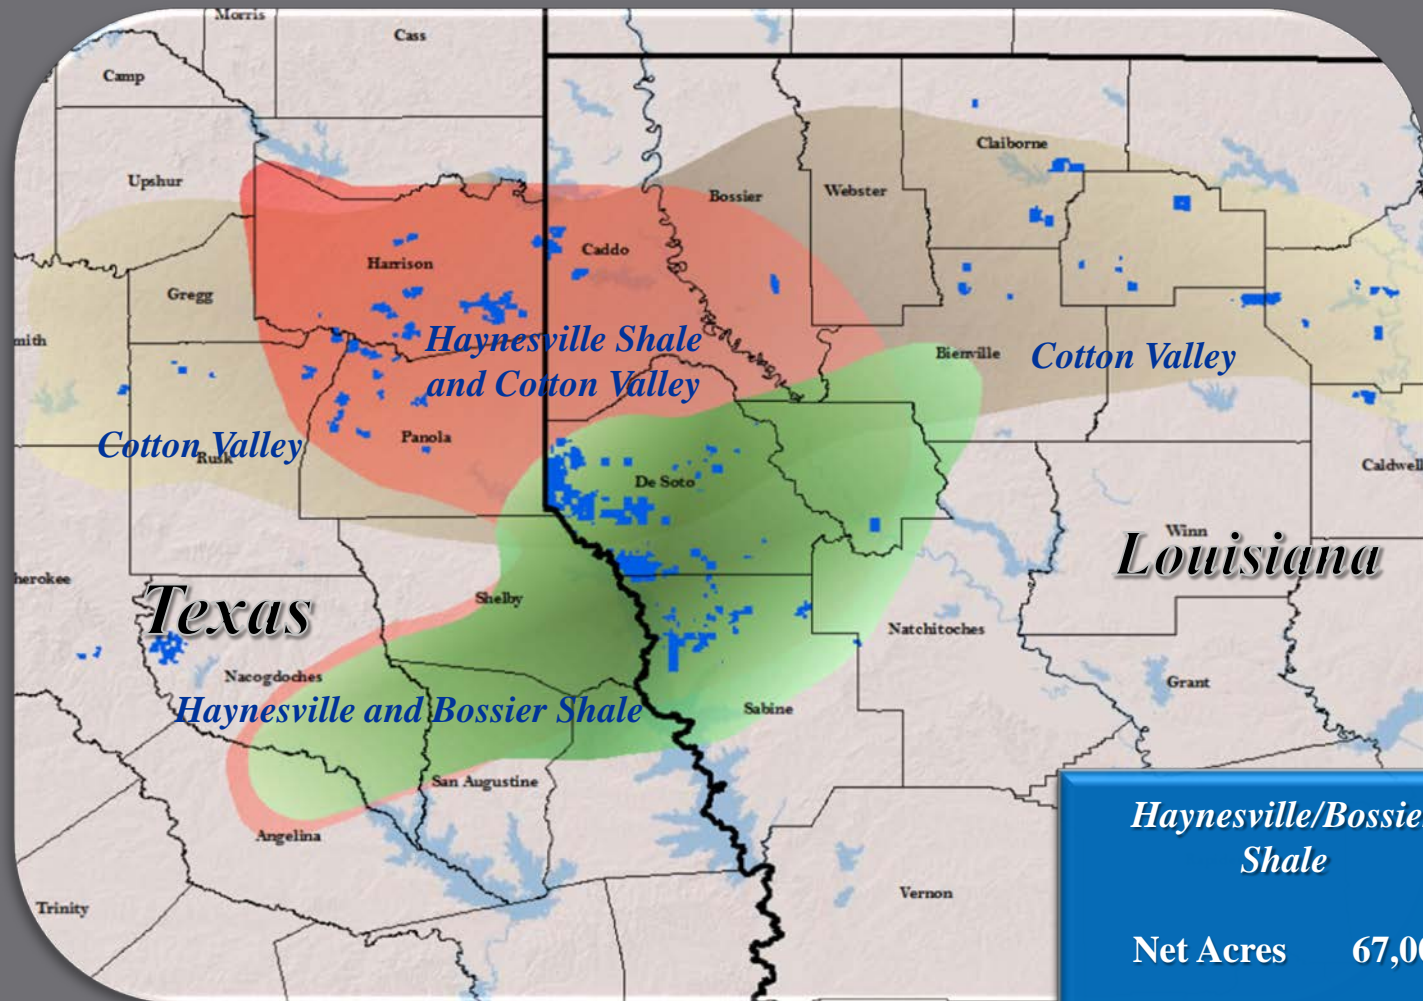 Morris
Cass
Camp
Claiborne
Upshur
Bossier
Webster
Caddo
Harrison
Gregg
mith
Haynesville Shale
and Cotton Valley
Bienville
Cotton Valley
Panola
Cotton Valley
Rusk
Caldwell
De Soto
Winn
Louisiana
herokee
Texas
Shelby
Natchitoches
Nacogdoches
Grant
Haynesville and Bossier Shale
Sabine
San Augustine
Angelina
Haynesville/Bossie
Shale
Vernon
Trinity
Net Acres 67,00